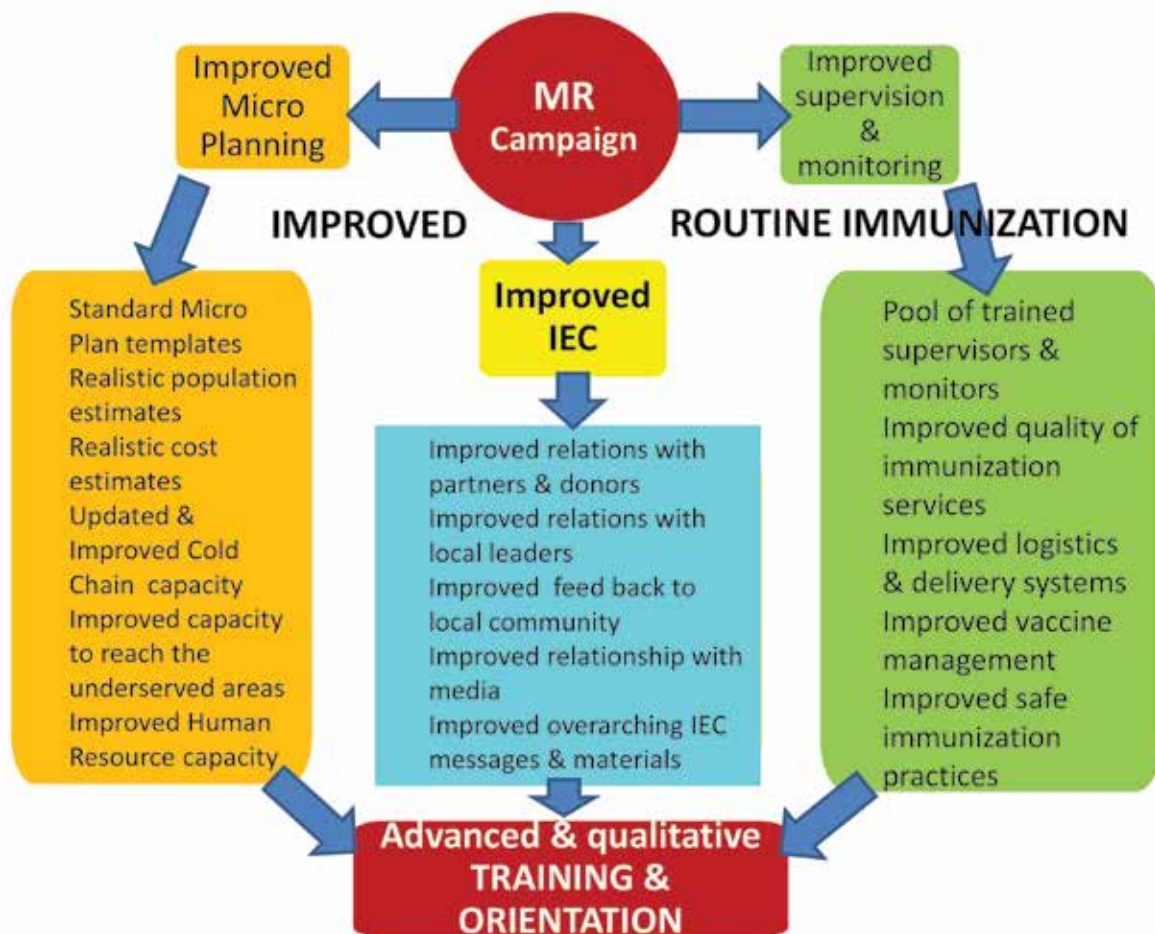 MR
Campaign
Improved
Micro
Planning
Improved
supervision
&
monitoring
IMPROVED
ROUTINE IMMUNIZATION
Improved
IEC
Standard Micro
Plan templates
Realistic population
estimates
Realistic cost
estimates
Updated &
Improved Cold
Chain capacity
Improved capacity
to reach the
underserved areas
Improved Human
Resource capacity
Improved relations with
partners & donors
Improved relations with
local leaders
Improved feed back to
local community
Improved relationship with
media
Improved overarching IEC
messages & materials
Pool of trained
supervisors &
monitors
Improved quality of
immunization
services
Improved logistics
& delivery systems
Improved vaccine
management
Improved safe
immunization
practices
Advanced & qualitative
TRAINING &
ORIENTATION